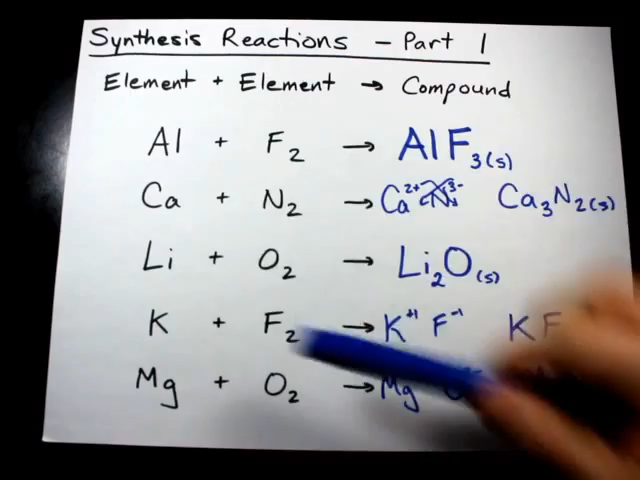 Synthesis Reactions - Part 1
Element + Element → Compound
Al + F2 → AlF3(s)
Ca + N2 → Ca2+ N3- Ca3N2(s)
Li + O2 → Li2O(s)
K + F2 → K+1 F-1 KF
Mg + O2 → Mg